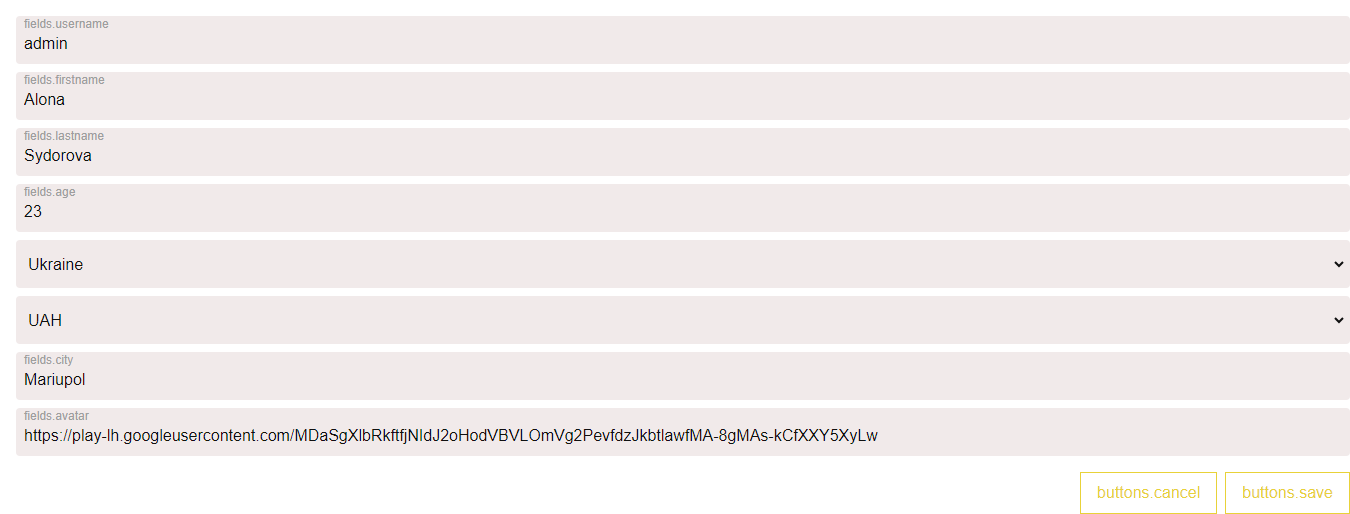 fields.username
admin
fields.firstname
Alona
fields.lastname
Sydorova
fields.age
23
Ukraine
UAH
fields.city
Mariupol
fields.avatar
https://play-lh.googleusercontent.com/MDaSgXlbRkftfjNIdJ2oHodVBVLOmVg2PevfdzJkbtlawfMA-8gMAs-kCfXXY5XyLw
buttons.cancel buttons.save